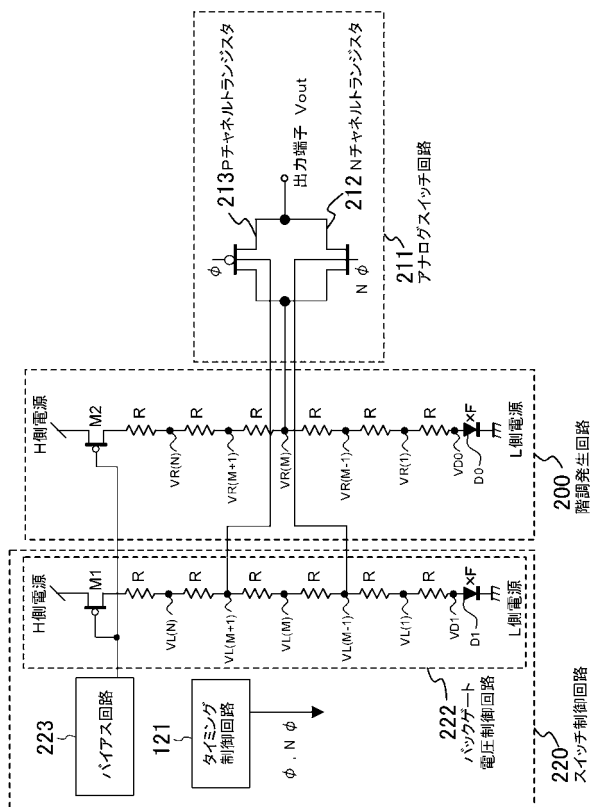 213 Pチャネルトランジスタ
出力端子 Vout
212 Nチャネルトランジスタ
φ
N φ
211
アナログスイッチ回路
H側電源
M2
R
VR(N)
R
VR(M+1)
R
VR(M)
R
VR(M-1)
R
VR(1)
R
VD0
D0
×F
L側電源
200
階調発生回路
H側電源
M1
R
VL(N)
R
VL(M+1)
R
VL(M)
R
VL(M-1)
R
VL(1)
R
VD1
D1
×F
L側電源
222
バックゲート
電圧制御回路
223
バイアス回路
121
タイミング
制御回路
φ, N φ
220
スイッチ制御回路